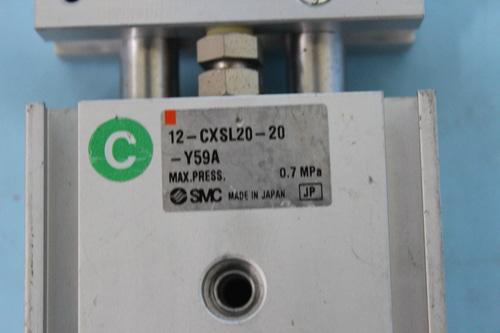 C
12-CXSL20-20
-Y59A
MAX.PRESS. 0.7 MPa
SMC MADE IN JAPAN JP